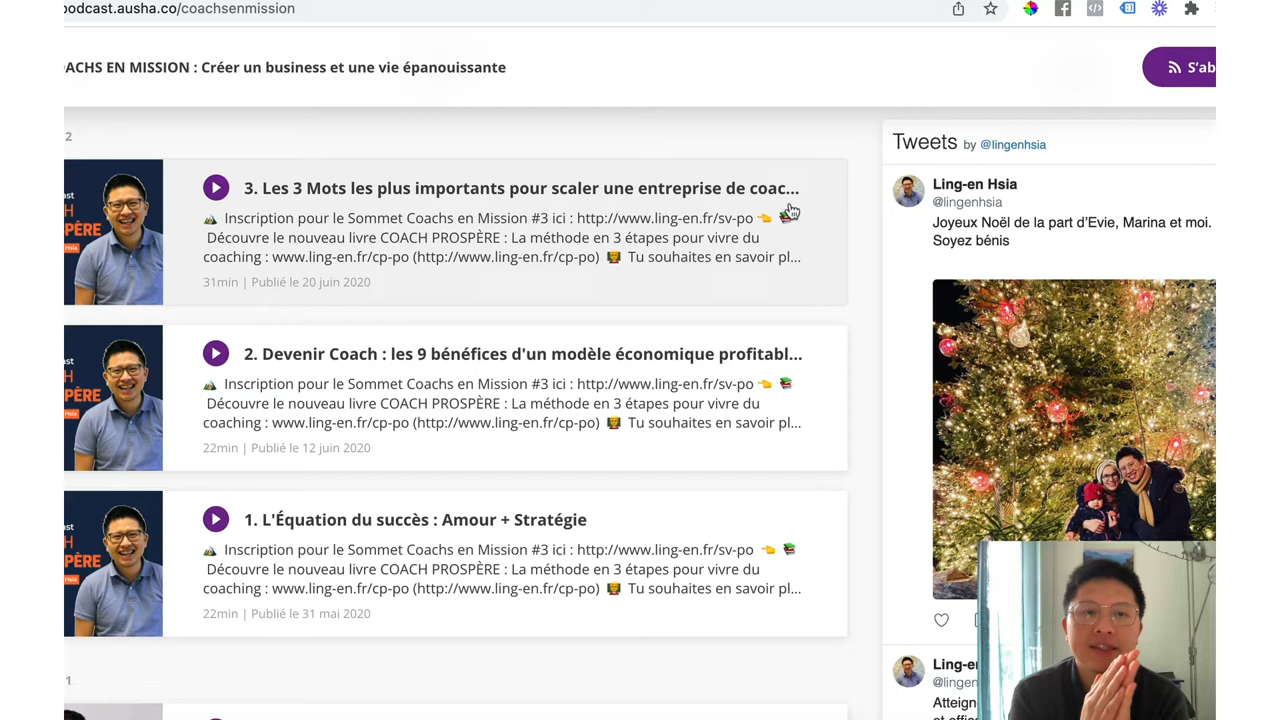 podcast.ausha.co/coachsenmission
COACHS EN MISSION : Créer un business et une vie épanouissante
S'ab
2
3. Les 3 Mots les plus importants pour scaler une entreprise de coac...
🏔️ Inscription pour le Sommet Coachs en Mission #3 ici : http://www.ling-en.fr/sv-po 👈 📚
Découvre le nouveau livre COACH PROSPÈRE : La méthode en 3 étapes pour vivre du
coaching : www.ling-en.fr/cp-po (http://www.ling-en.fr/cp-po) 👨‍🏫 Tu souhaites en savoir pl...
31min | Publié le 20 juin 2020
2. Devenir Coach : les 9 bénéfices d'un modèle économique profitabl...
🏔️ Inscription pour le Sommet Coachs en Mission #3 ici : http://www.ling-en.fr/sv-po 👈 📚
Découvre le nouveau livre COACH PROSPÈRE : La méthode en 3 étapes pour vivre du
coaching : www.ling-en.fr/cp-po (http://www.ling-en.fr/cp-po) 👨‍🏫 Tu souhaites en savoir pl...
22min | Publié le 12 juin 2020
1. L'Équation du succès : Amour + Stratégie
🏔️ Inscription pour le Sommet Coachs en Mission #3 ici : http://www.ling-en.fr/sv-po 👈 📚
Découvre le nouveau livre COACH PROSPÈRE : La méthode en 3 étapes pour vivre du
coaching : www.ling-en.fr/cp-po (http://www.ling-en.fr/cp-po) 👨‍🏫 Tu souhaites en savoir pl...
22min | Publié le 31 mai 2020
1
Tweets by @lingenhsia
Ling-en Hsia
@lingenhsia
Joyeux Noël de la part d'Evie, Marina et moi.
Soyez bénis
Ling-en
@lingen
Atteign